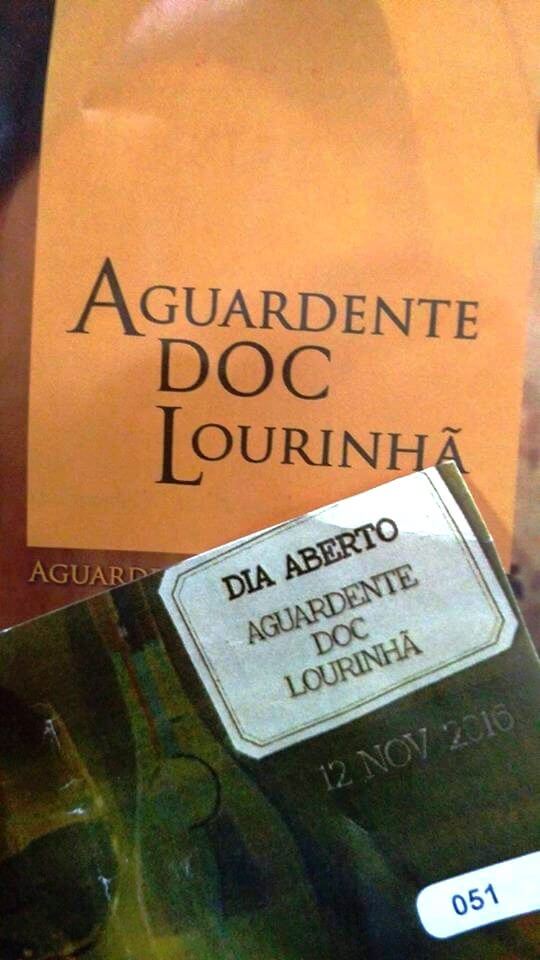 AGUARDENTE
DOC
LOURINHÃ
DIA ABERTO
AGUARDENTE
DOC
LOURINHÃ
12 NOV 2016
051